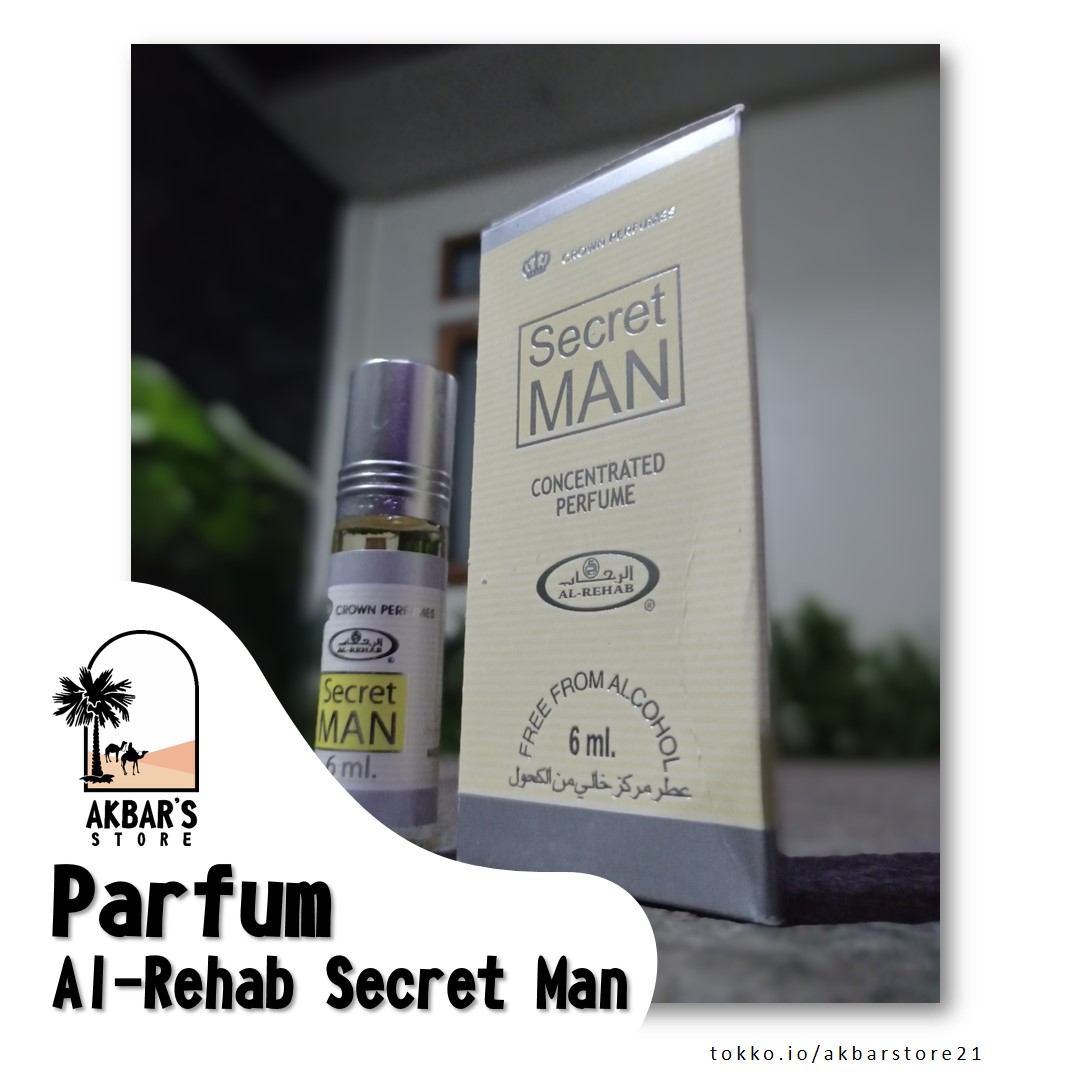 CROWN PERFUMES
Secret
MAN
CONCENTRATED
PERFUME
الرحاب
AL-REHAB
®
FREE FROM ALCOHOL
6 ml.
عطر مركز خالي من الكحول
CROWN PERFUMES
الرحاب
AL-REHAB
®
Secret
MAN
6 ml.
AKBAR'S
STORE
Parfum
Al-Rehab Secret Man
tokko.io/akbarstore21